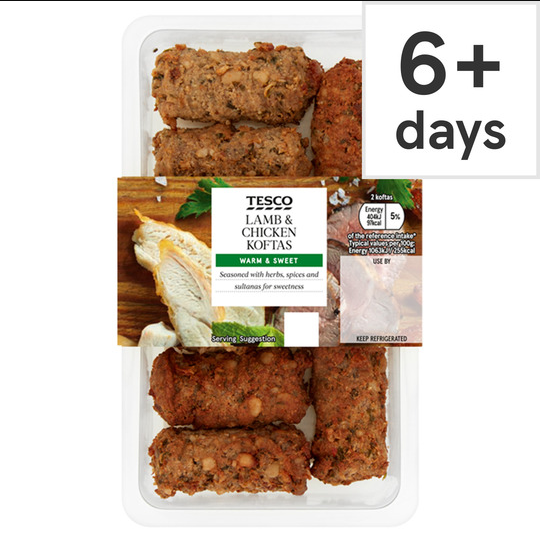 6+
days
TESCO
LAMB &
CHICKEN
KOFTAS
WARM & SWEET
Seasoned with herbs, spices and
sultanas for sweetness
Serving Suggestion
2 koftas
Energy
404kJ
97kcal
5%
of the reference intake*
Typical values per 100g:
Energy 1063kJ / 255kcal
USE BY
KEEP REFRIGERATED